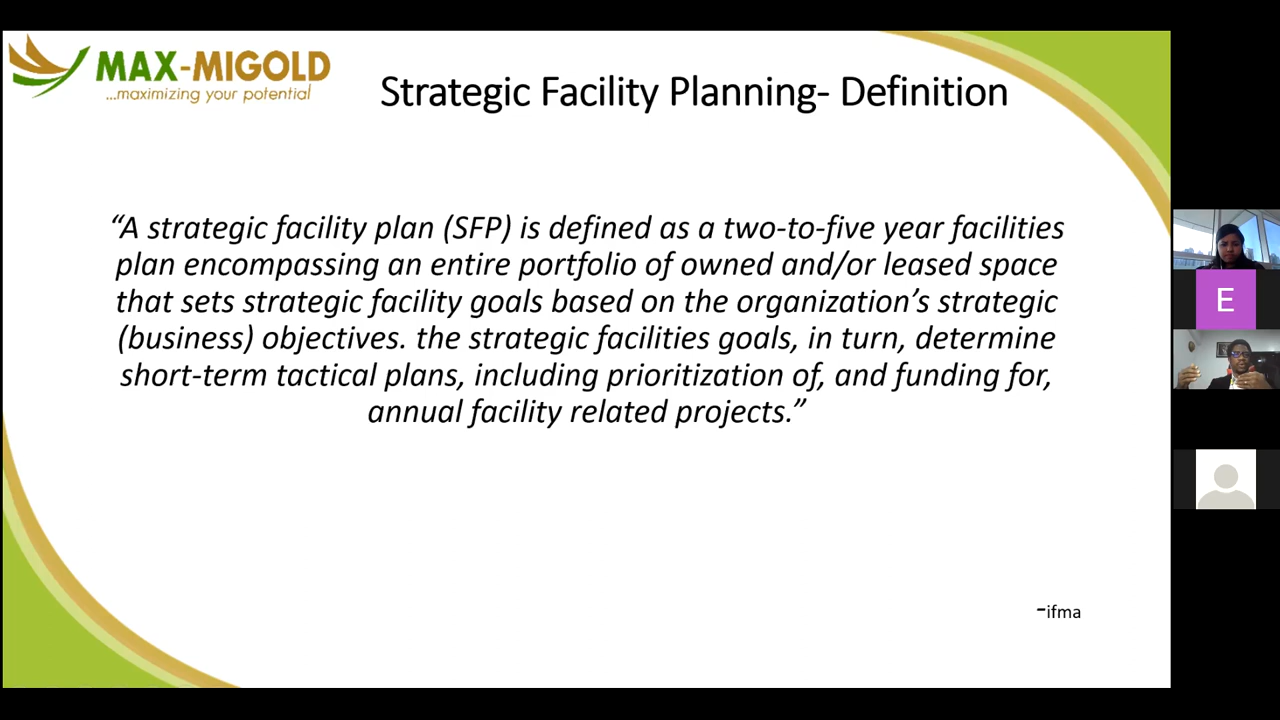 MAX-MIGOLD
...maximizing your potential
Strategic Facility Planning- Definition
“A strategic facility plan (SFP) is defined as a two-to-five year facilities
plan encompassing an entire portfolio of owned and/or leased space
that sets strategic facility goals based on the organization’s strategic
(business) objectives. the strategic facilities goals, in turn, determine
short-term tactical plans, including prioritization of, and funding for,
annual facility related projects.”
E
-ifma